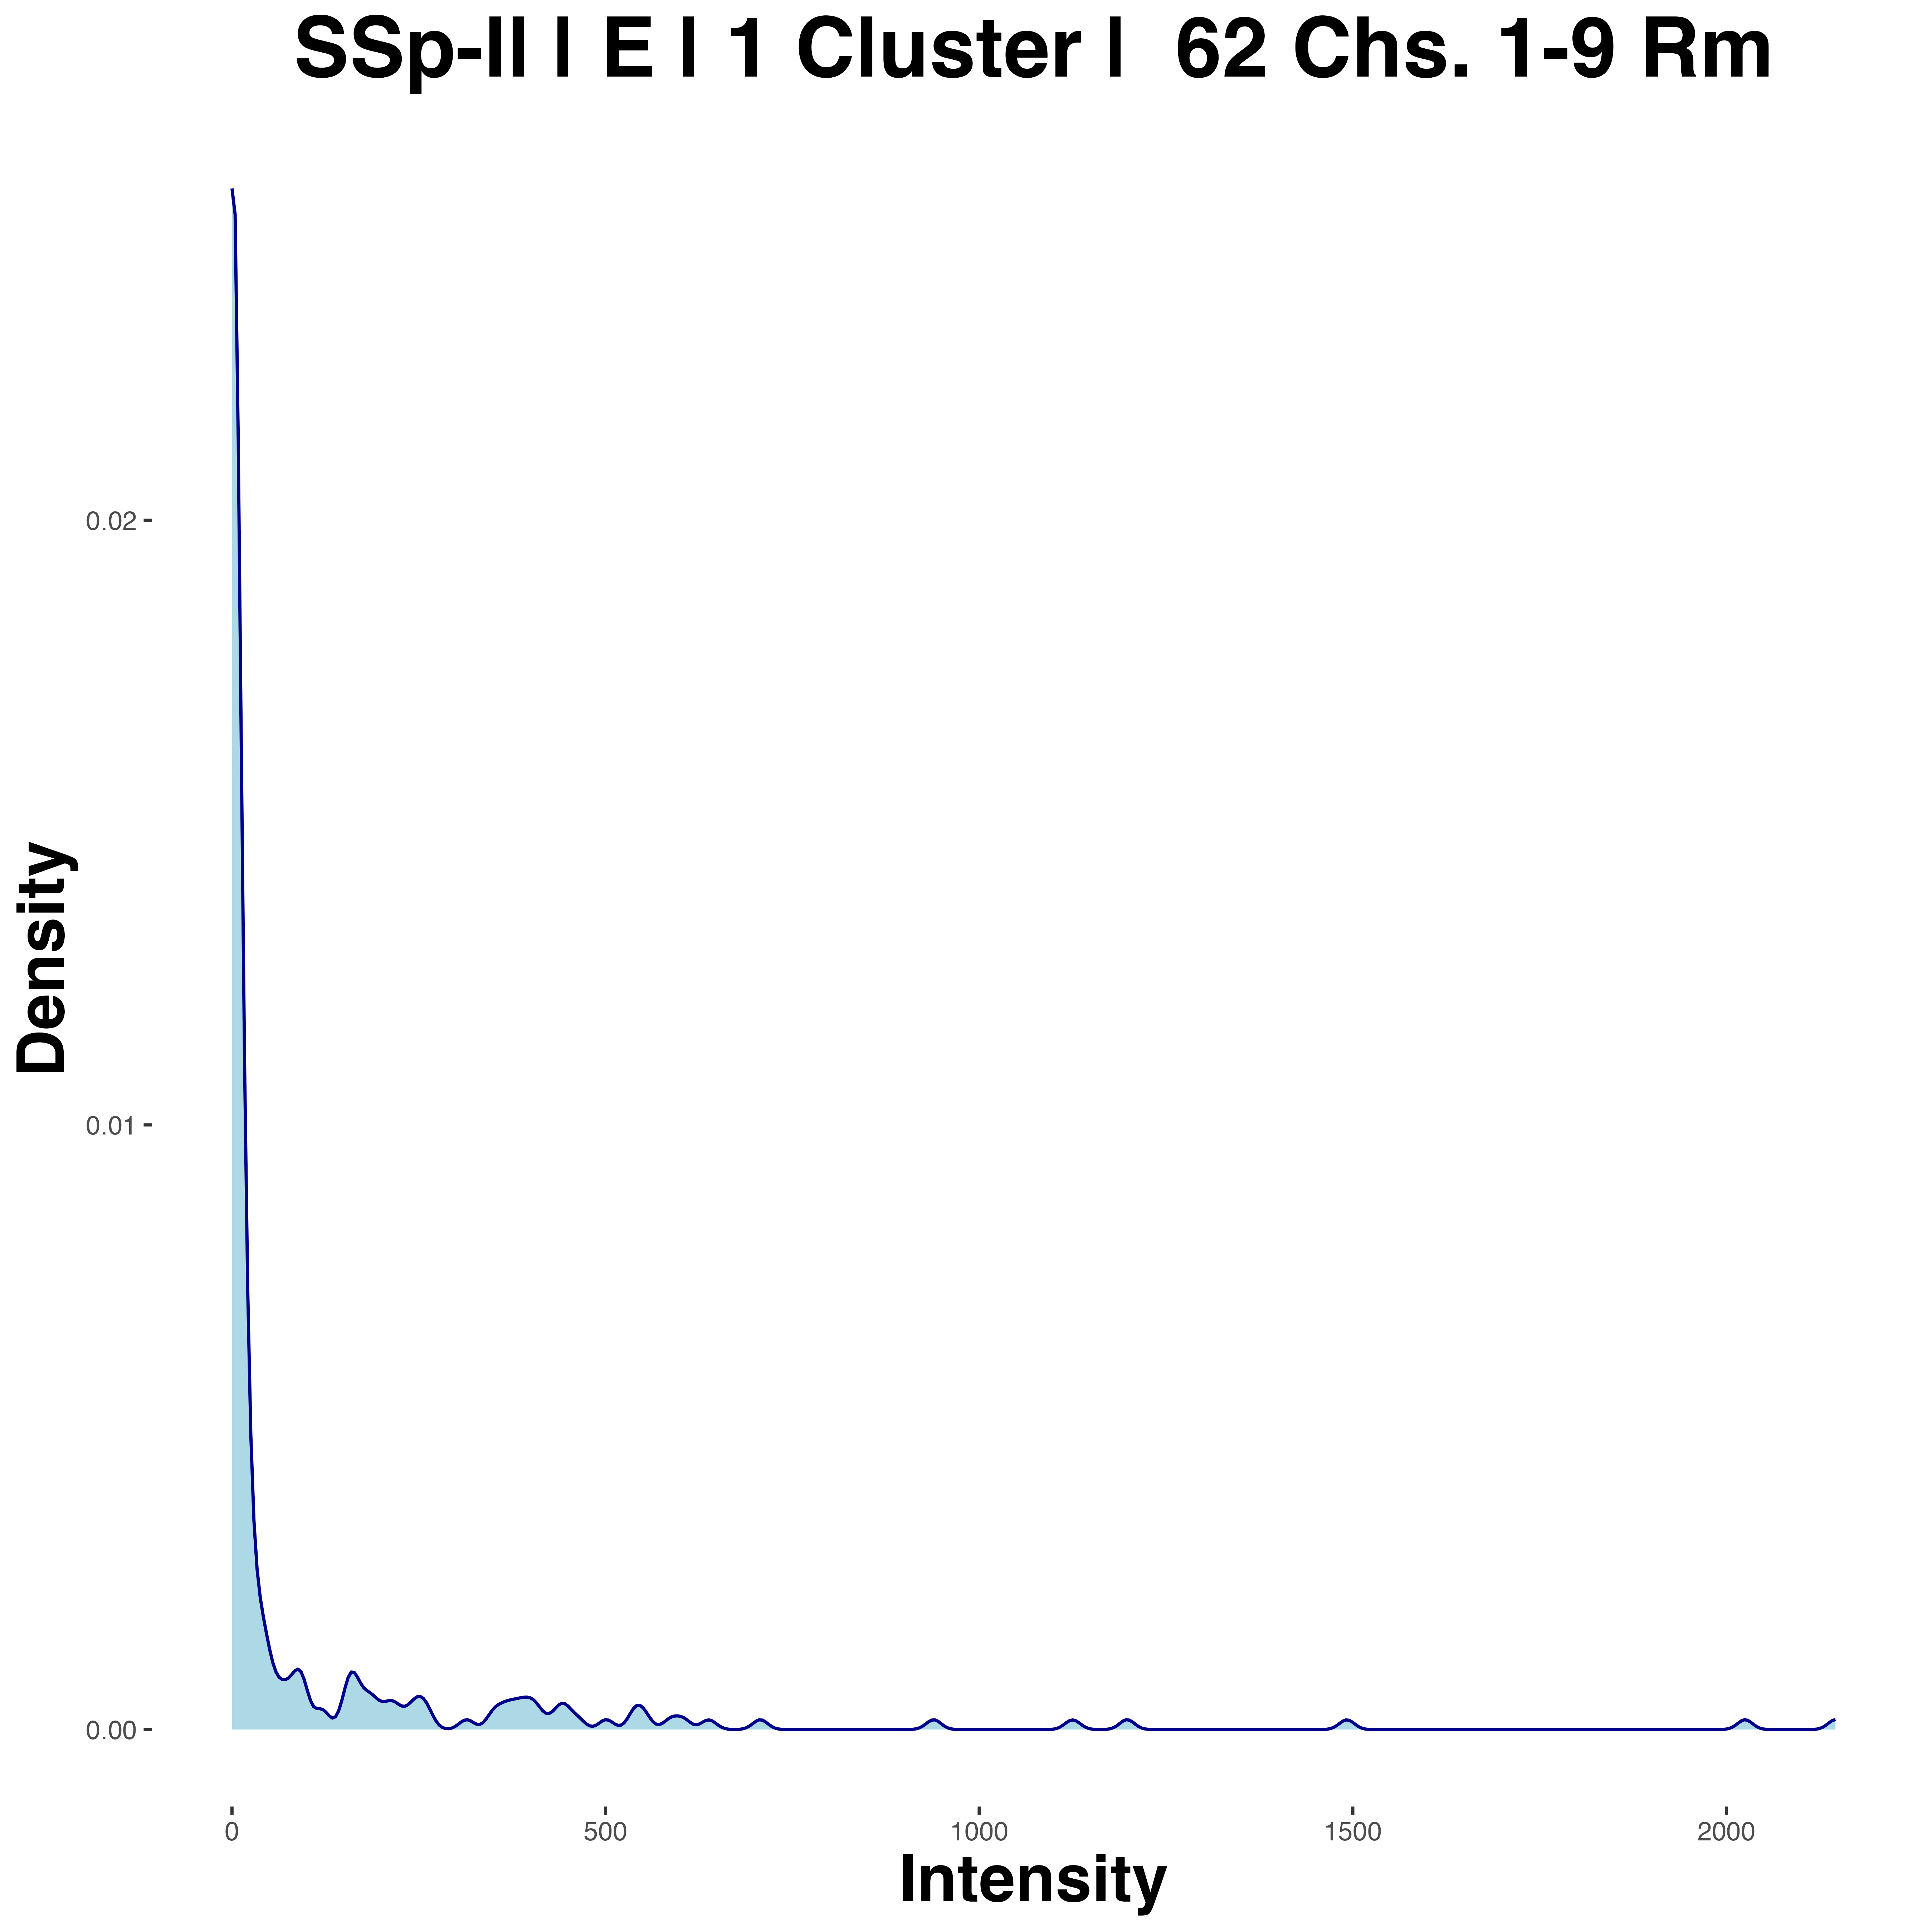 SSp-ll | E | 1 Cluster |  62 Chs. 1-9 Rm
0.02
0.01
0.00
Density
0 500 1000 1500 2000
Intensity